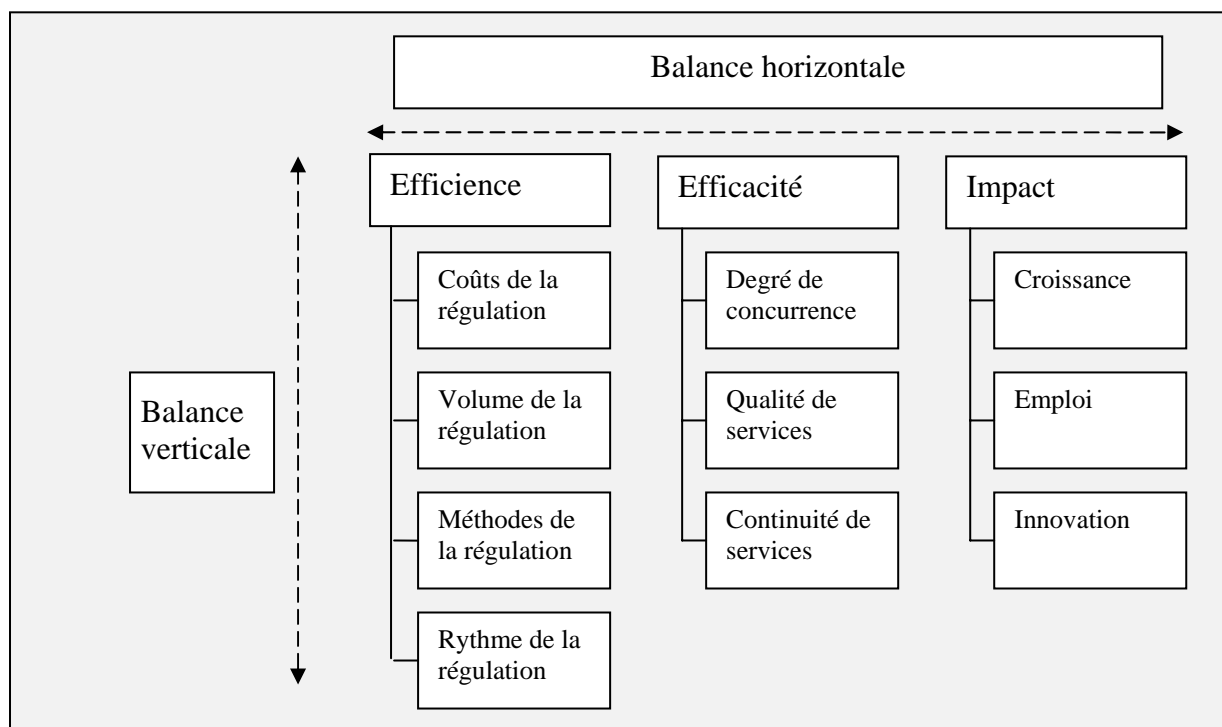 Balance horizontale
Efficience
Efficacité
Impact
Coûts de la
régulation
Degré de
concurrence
Croissance
Balance
verticale
Volume de la
régulation
Qualité de
services
Emploi
Méthodes de
la régulation
Continuité de
services
Innovation
Rythme de la
régulation